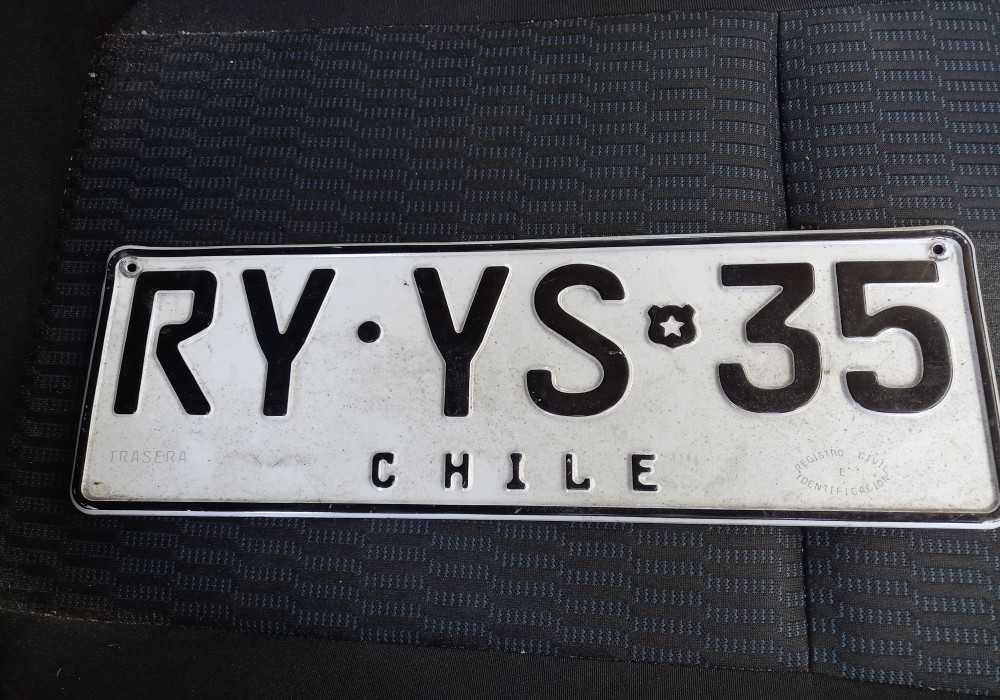 RY·YS 35
TRASERA
CHILE
REGISTRO CIVIL
E
IDENTIFICACION